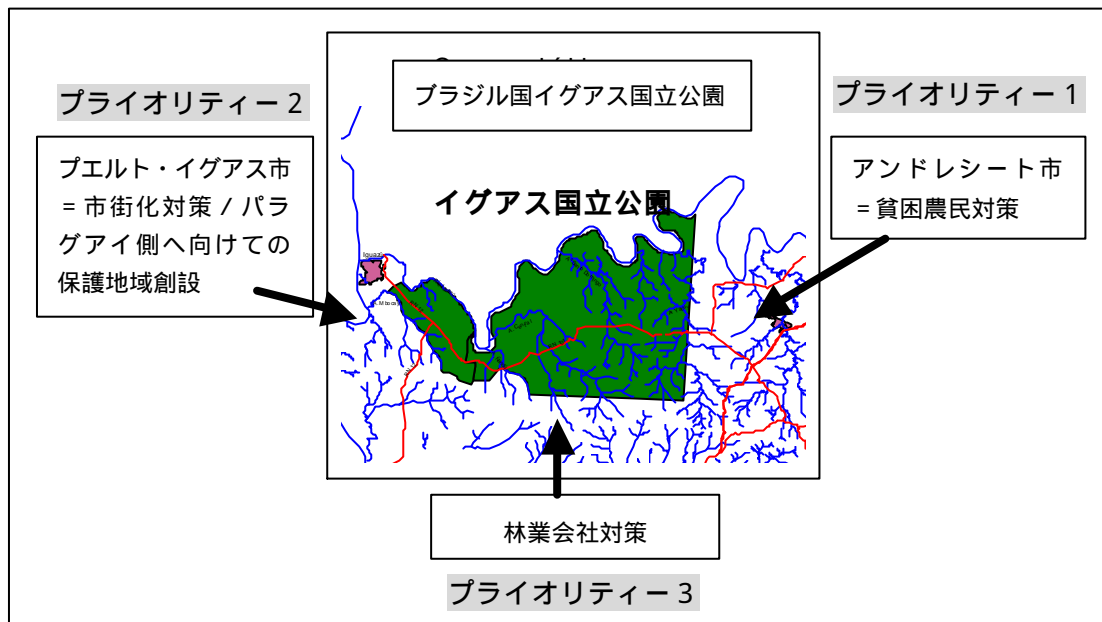 ブラジル国イグアス国立公園
プライオリティー 2
プライオリティー 1
プエルト・イグアス市
= 市街化対策 / パラ
グアイ側へ向けての
保護地域創設
アンドレシート市
= 貧困農民対策
イグアス国立公園
林業会社対策
プライオリティー 3